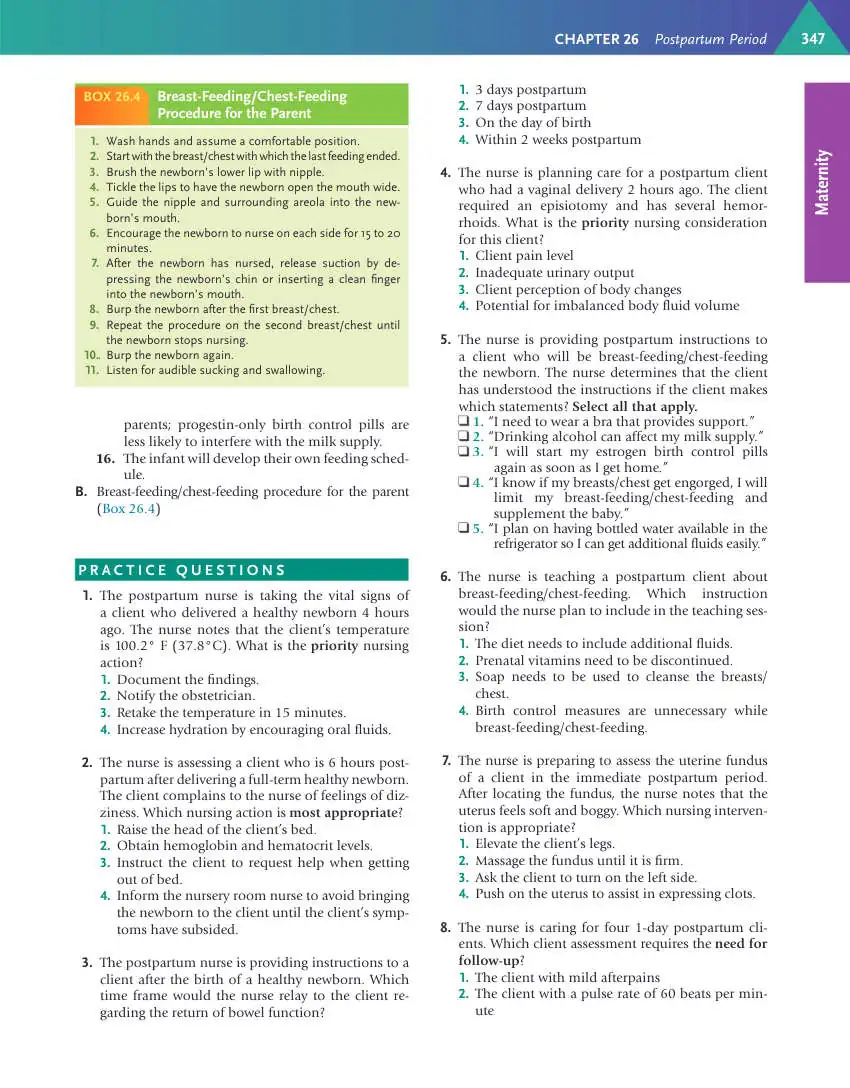 CHAPTER 26 Postpartum Period 347
Maternity
BOX 26.4 Breast-Feeding/Chest-Feeding
Procedure for the Parent
1. Wash hands and assume a comfortable position.
2. Start with the breast/chest with which the last feeding ended.
3. Brush the newborn's lower lip with nipple.
4. Tickle the lips to have the newborn open the mouth wide.
5. Guide the nipple and surrounding areola into the new-
born's mouth.
6. Encourage the newborn to nurse on each side for 15 to 20
minutes.
7. After the newborn has nursed, release suction by de-
pressing the newborn's chin or inserting a clean finger
into the newborn's mouth.
8. Burp the newborn after the first breast/chest.
9. Repeat the procedure on the second breast/chest until
the newborn stops nursing.
10.. Burp the newborn again.
11. Listen for audible sucking and swallowing.
parents; progestin-only birth control pills are
less likely to interfere with the milk supply.
16. The infant will develop their own feeding sched-
ule.
B. Breast-feeding/chest-feeding procedure for the parent
(Box 26.4)
PRACTICE QUESTIONS
1. The postpartum nurse is taking the vital signs of
a client who delivered a healthy newborn 4 hours
ago. The nurse notes that the client's temperature
is 100.2° F (37.8°C). What is the priority nursing
action?
1. Document the findings.
2. Notify the obstetrician.
3. Retake the temperature in 15 minutes.
4. Increase hydration by encouraging oral fluids.
2. The nurse is assessing a client who is 6 hours post-
partum after delivering a full-term healthy newborn.
The client complains to the nurse of feelings of diz-
ziness. Which nursing action is most appropriate?
1. Raise the head of the client's bed.
2. Obtain hemoglobin and hematocrit levels.
3. Instruct the client to request help when getting
out of bed.
4. Inform the nursery room nurse to avoid bringing
the newborn to the client until the client's symp-
toms have subsided.
3. The postpartum nurse is providing instructions to a
client after the birth of a healthy newborn. Which
time frame would the nurse relay to the client re-
garding the return of bowel function?
1. 3 days postpartum
2. 7 days postpartum
3. On the day of birth
4. Within 2 weeks postpartum
4. The nurse is planning care for a postpartum client
who had a vaginal delivery 2 hours ago. The client
required an episiotomy and has several hemor-
rhoids. What is the priority nursing consideration
for this client?
1. Client pain level
2. Inadequate urinary output
3. Client perception of body changes
4. Potential for imbalanced body fluid volume
5. The nurse is providing postpartum instructions to
a client who will be breast-feeding/chest-feeding
the newborn. The nurse determines that the client
has understood the instructions if the client makes
which statements? Select all that apply.
❑ 1. "I need to wear a bra that provides support."
❑ 2. "Drinking alcohol can affect my milk supply."
❑ 3. "I will start my estrogen birth control pills
again as soon as I get home."
❑ 4. "I know if my breasts/chest get engorged, I will
limit my breast-feeding/chest-feeding and
supplement the baby."
❑ 5. "I plan on having bottled water available in the
refrigerator so I can get additional fluids easily."
6. The nurse is teaching a postpartum client about
breast-feeding/chest-feeding. Which instruction
would the nurse plan to include in the teaching ses-
sion?
1. The diet needs to include additional fluids.
2. Prenatal vitamins need to be discontinued.
3. Soap needs to be used to cleanse the breasts/
chest.
4. Birth control measures are unnecessary while
breast-feeding/chest-feeding.
7. The nurse is preparing to assess the uterine fundus
of a client in the immediate postpartum period.
After locating the fundus, the nurse notes that the
uterus feels soft and boggy. Which nursing interven-
tion is appropriate?
1. Elevate the client's legs.
2. Massage the fundus until it is firm.
3. Ask the client to turn on the left side.
4. Push on the uterus to assist in expressing clots.
8. The nurse is caring for four 1-day postpartum cli-
ents. Which client assessment requires the need for
follow-up?
1. The client with mild afterpains
2. The client with a pulse rate of 60 beats per min-
ute